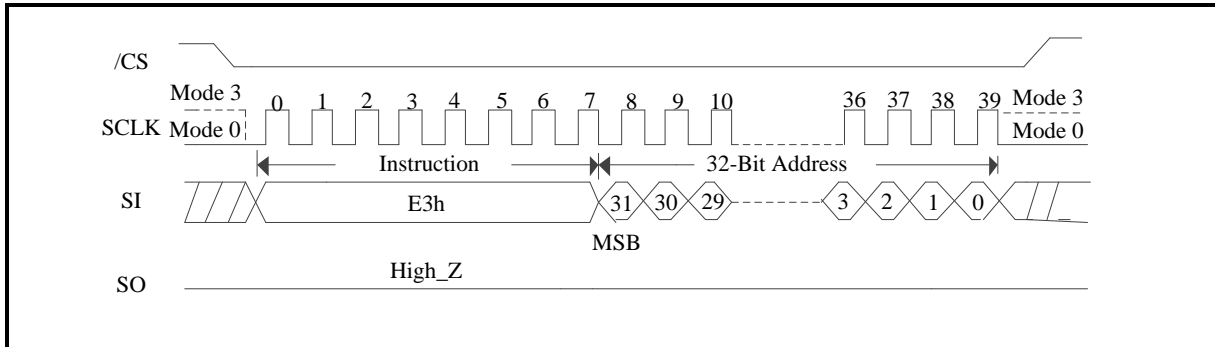 /CS
Mode 3 0 1 2 3 4 5 6 7 8 9 10 36 37 38 39 Mode 3
SCLK Mode 0 Mode 0
Instruction 32-Bit Address
SI E3h 31 30 29 3 2 1 0
MSB
High_Z
SO